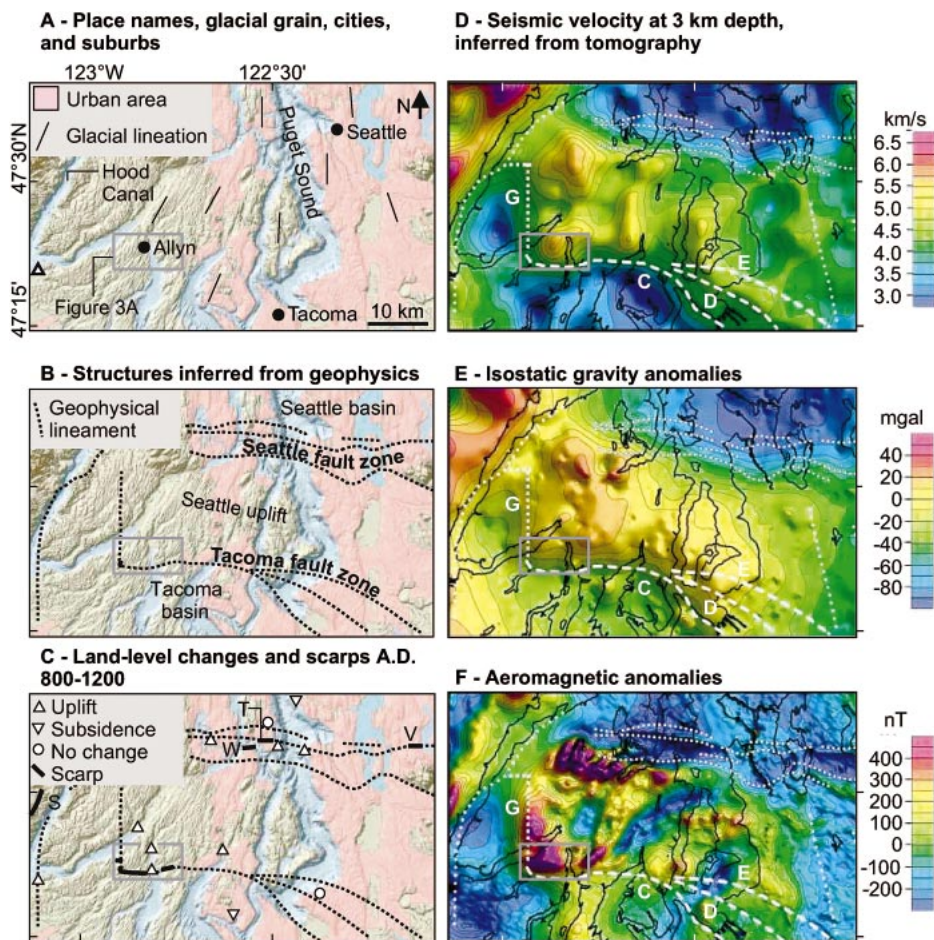 A - Place names, glacial grain, cities,
and suburbs
123°W 122°30'
Urban area
Glacial lineation
N
Seattle
Puget Sound
Hood
Canal
Allyn
Figure 3A
Tacoma
10 km
47°30'N
47°15'
D - Seismic velocity at 3 km depth,
inferred from tomography
G
C
D
E
km/s
6.5
6.0
5.5
5.0
4.5
4.0
3.5
3.0
B - Structures inferred from geophysics
Geophysical
lineament
Seattle basin
Seattle fault zone
Seattle uplift
Tacoma fault zone
Tacoma
basin
E - Isostatic gravity anomalies
G
C
D
E
mgal
40
20
0
-20
-40
-60
-80
C - Land-level changes and scarps A.D.
800-1200
Uplift
Subsidence
No change
Scarp
T
W
V
S
F - Aeromagnetic anomalies
G
C
D
E
nT
400
300
200
100
0
-100
-200